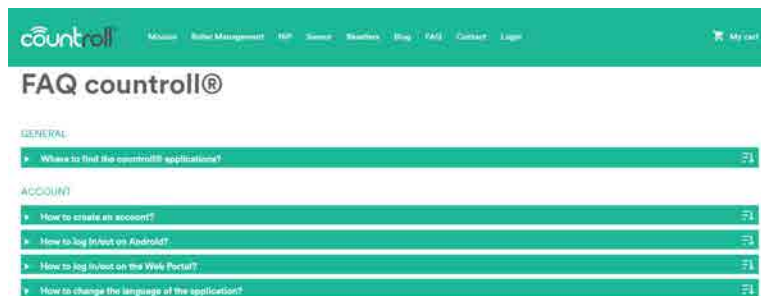 countroll
Mission Roller Management NIP Sensor Resellers Blog FAQ Contact Login My cart
FAQ countroll®
GENERAL
Where to find the countroll® applications?
ACCOUNT
How to create an account?
How to log in/out on Android?
How to log in/out on the Web Portal?
How to change the language of the application?